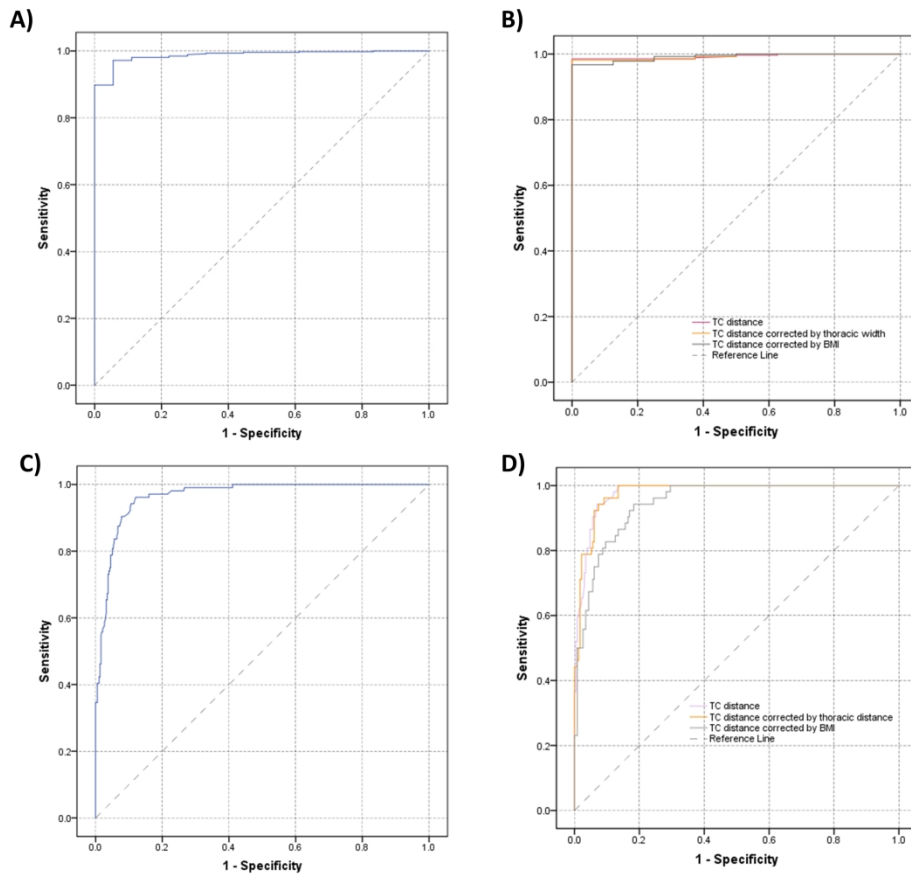 A)
1.0
0.8
0.6
0.4
0.2
0.0
Sensitivity
0.0 0.2 0.4 0.6 0.8 1.0
1 - Specificity
B)
1.0
0.8
0.6
0.4
0.2
0.0
Sensitivity
TC distance
TC distance corrected by thoracic width
TC distance corrected by BMI
Reference Line
0.0 0.2 0.4 0.6 0.8 1.0
1 - Specificity
C)
1.0
0.8
0.6
0.4
0.2
0.0
Sensitivity
0.0 0.2 0.4 0.6 0.8 1.0
1 - Specificity
D)
1.0
0.8
0.6
0.4
0.2
0.0
Sensitivity
TC distance
TC distance corrected by thoracic distance
TC distance corrected by BMI
Reference Line
0.0 0.2 0.4 0.6 0.8 1.0
1 - Specificity